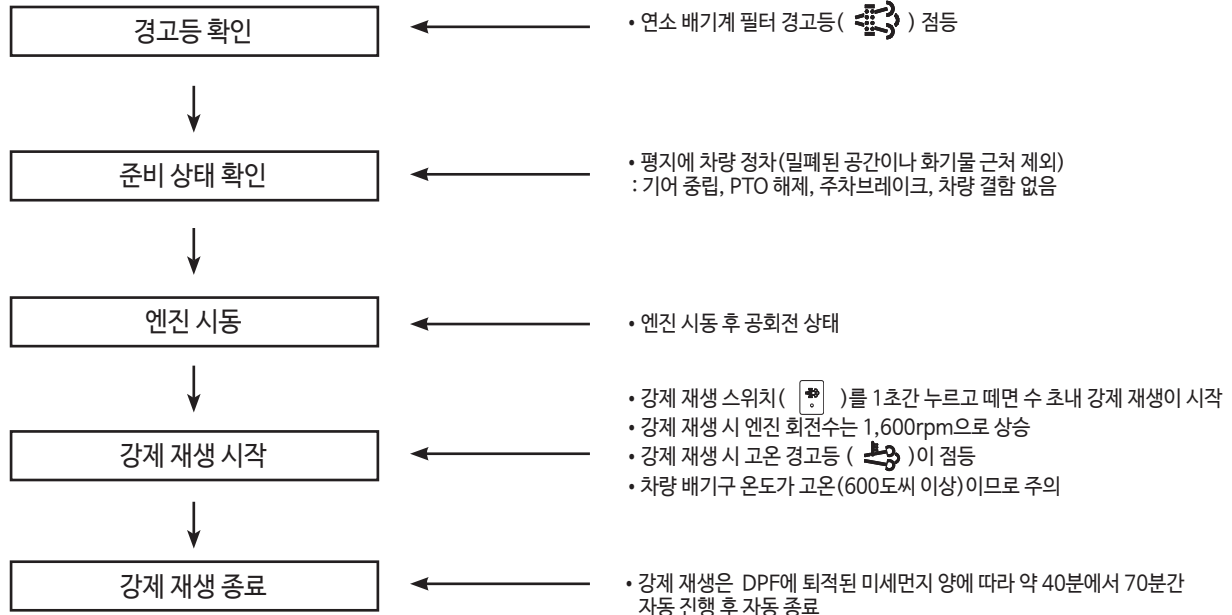 경고등 확인
• 연소 배기계 필터 경고등( ) 점등
준비 상태 확인
• 평지에 차량 정차(밀폐된 공간이나 화기물 근처 제외)
: 기어 중립, PTO 해제, 주차브레이크, 차량 결함 없음
엔진 시동
• 엔진 시동 후 공회전 상태
강제 재생 시작
• 강제 재생 스위치( )를 1초간 누르고 떼면 수 초내 강제 재생이 시작
• 강제 재생 시 엔진 회전수는 1,600rpm으로 상승
• 강제 재생 시 고온 경고등 ( )이 점등
• 차량 배기구 온도가 고온(600도씨 이상)이므로 주의
강제 재생 종료
• 강제 재생은 DPF에 퇴적된 미세먼지 양에 따라 약 40분에서 70분간
자동 진행 후 자동 종료